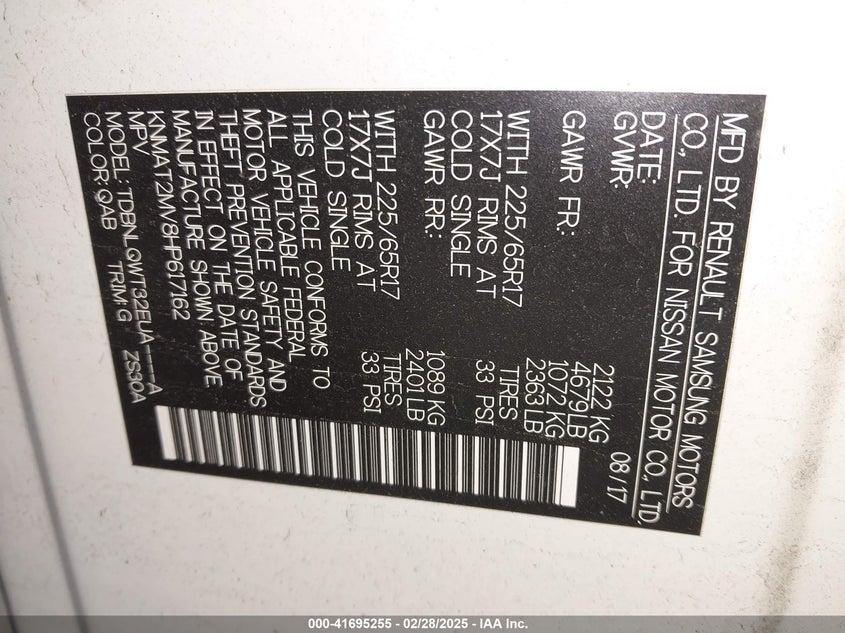 MFD BY RENAULT SAMSUNG MOTORS
CO., LTD. FOR NISSAN MOTOR CO., LTD.
DATE: 08/17
GVWR: 2122 KG
4679LB
GAWR FR: 1072 KG
2363 LB
WITH 225/65R17 TIRES
17X7J RIMS AT 33 PSI
COLD SINGLE
GAWR RR: 1089 KG
2401 LB
WITH 225/65R17 TIRES
17X7J RIMS AT 33 PSI
COLD SINGLE
THIS VEHICLE CONFORMS TO
ALL APPLICABLE FEDERAL
MOTOR VEHICLE SAFETY AND
THEFT PREVENTION STANDARDS
IN EFFECT ON THE DATE OF
MANUFACTURE SHOWN ABOVE
KNMAT2MV8HP617162
MPV
MODEL: TDBNLQWT32EUA----A
COLOR: QAB TRIM: G ZS30A
000-41695255 - 02/28/2025 - IAA Inc.